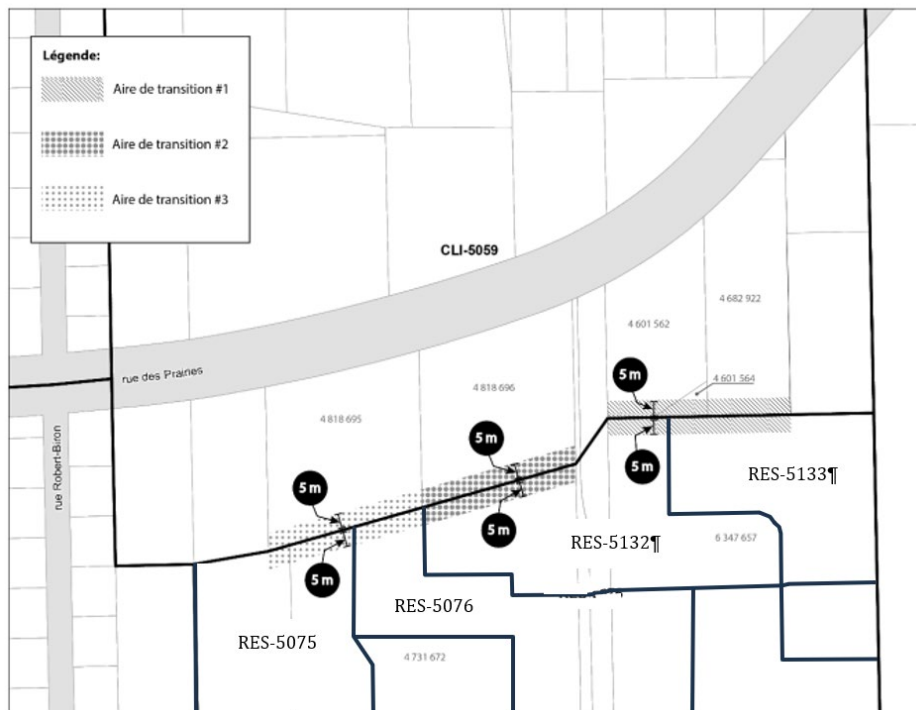 Légende:
Aire de transition #1
Aire de transition #2
Aire de transition #3
CLI-5059
4 682 922
4 601 562
rue des Prairies
4 601 564
5 m
4 818 696
4 818 695
rue Robert-Biron
5 m
5 m
RES-5133¶
5 m
5 m
RES-5132¶
6 347 657
5 m
RES-5076
RES-5075
4 731 672